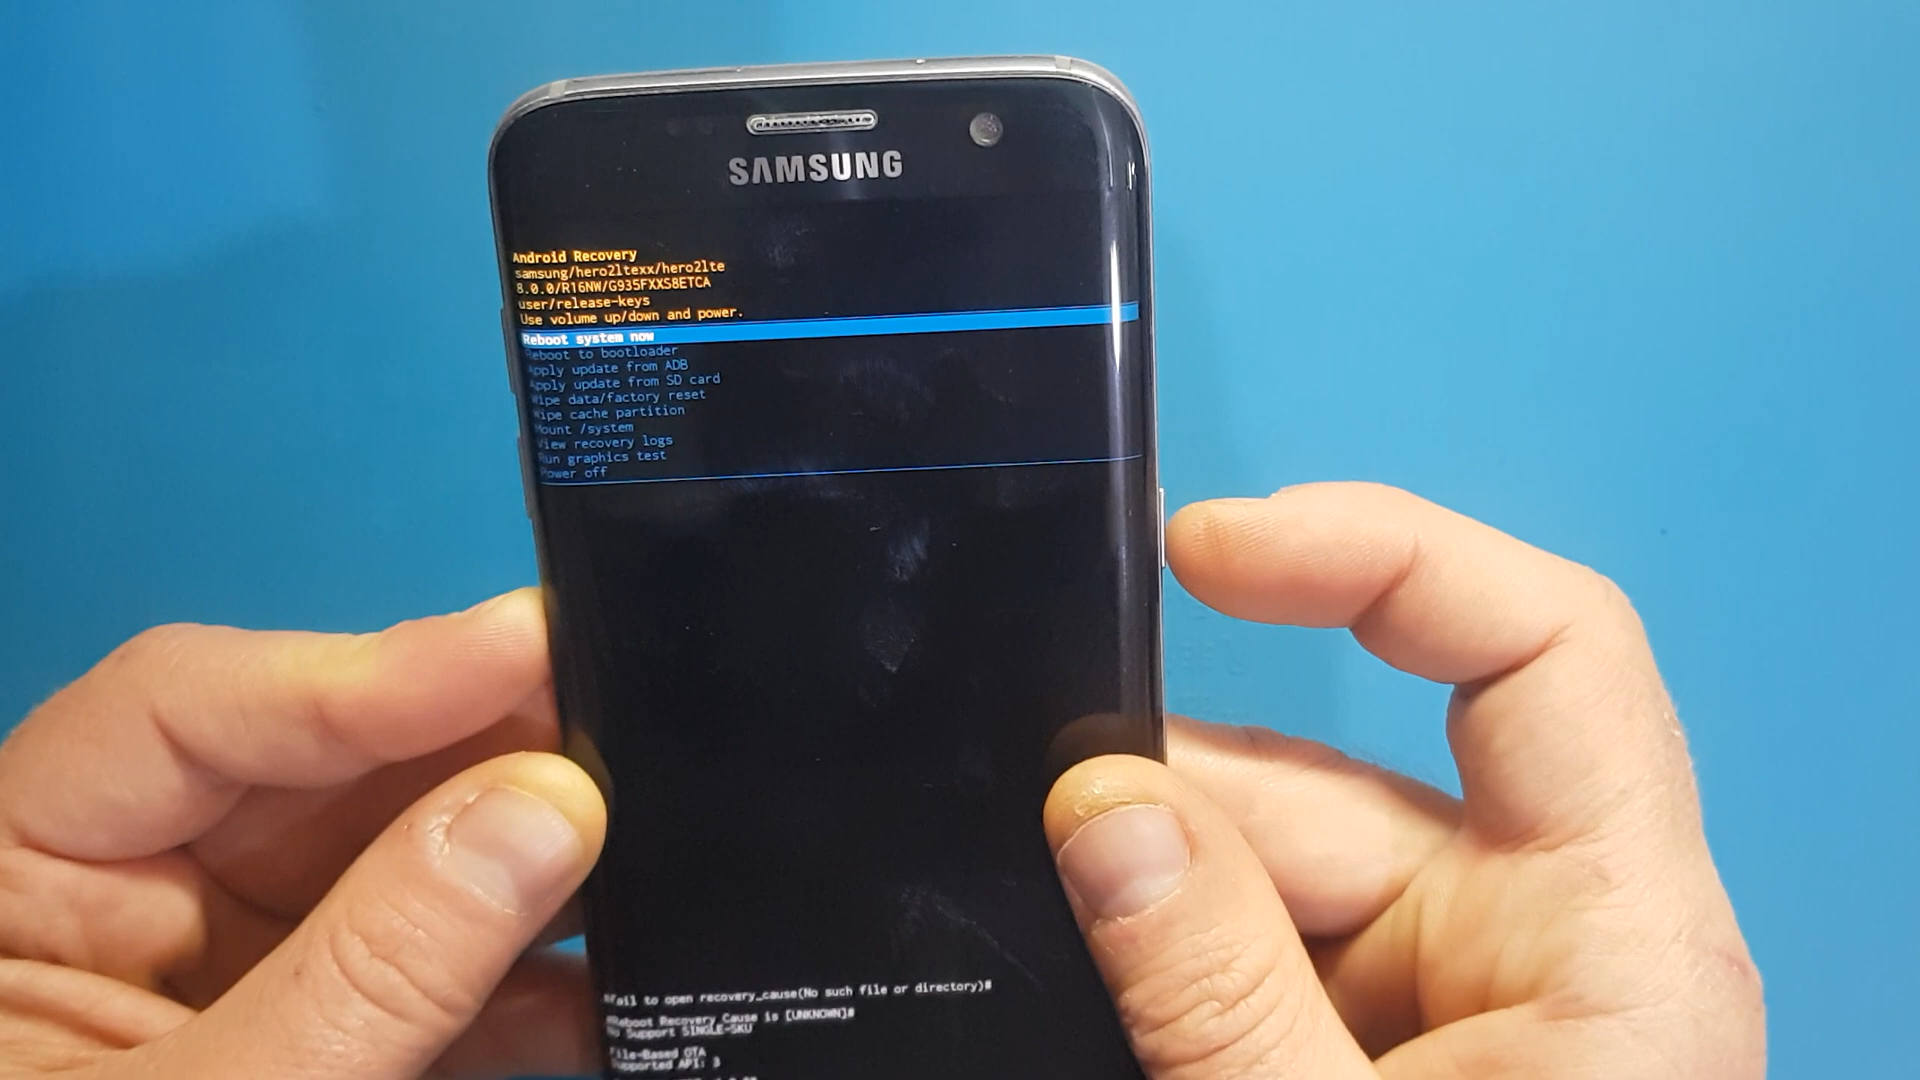 SAMSUNG
Android Recovery
samsung/hero2ltexx/hero2lte
8.0.0/R16NW/G935FXXS8ETCA
user/release-keys
Use volume up/down and power.
Reboot system now
Reboot to bootloader
Apply update from ADB
Apply update from SD card
Wipe data/factory reset
Wipe cache partition
Mount /system
View recovery logs
Run graphics test
Power off
#fail to open recovery_cause(No such file or directory)#
#Reboot Recovery Cause is [UNKNOWN]#
No Support SINGLE-SKU
File-Based OTA
Supported API: 3